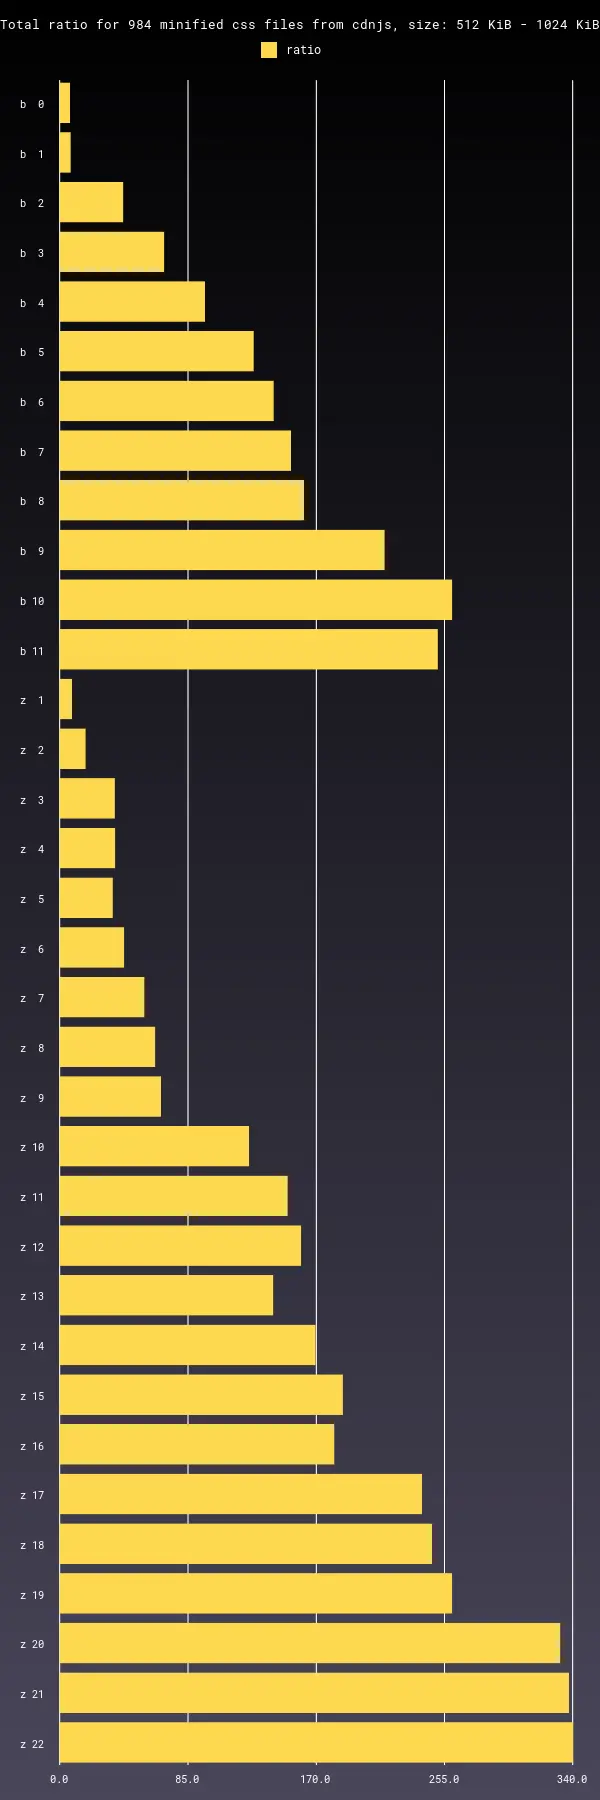 Total ratio for 984 minified css files from cdnjs, size: 512 KiB - 1024 KiB
ratio
b 0
b 1
b 2
b 3
b 4
b 5
b 6
b 7
b 8
b 9
b 10
b 11
z 1
z 2
z 3
z 4
z 5
z 6
z 7
z 8
z 9
z 10
z 11
z 12
z 13
z 14
z 15
z 16
z 17
z 18
z 19
z 20
z 21
z 22
0.0 85.0 170.0 255.0 340.0